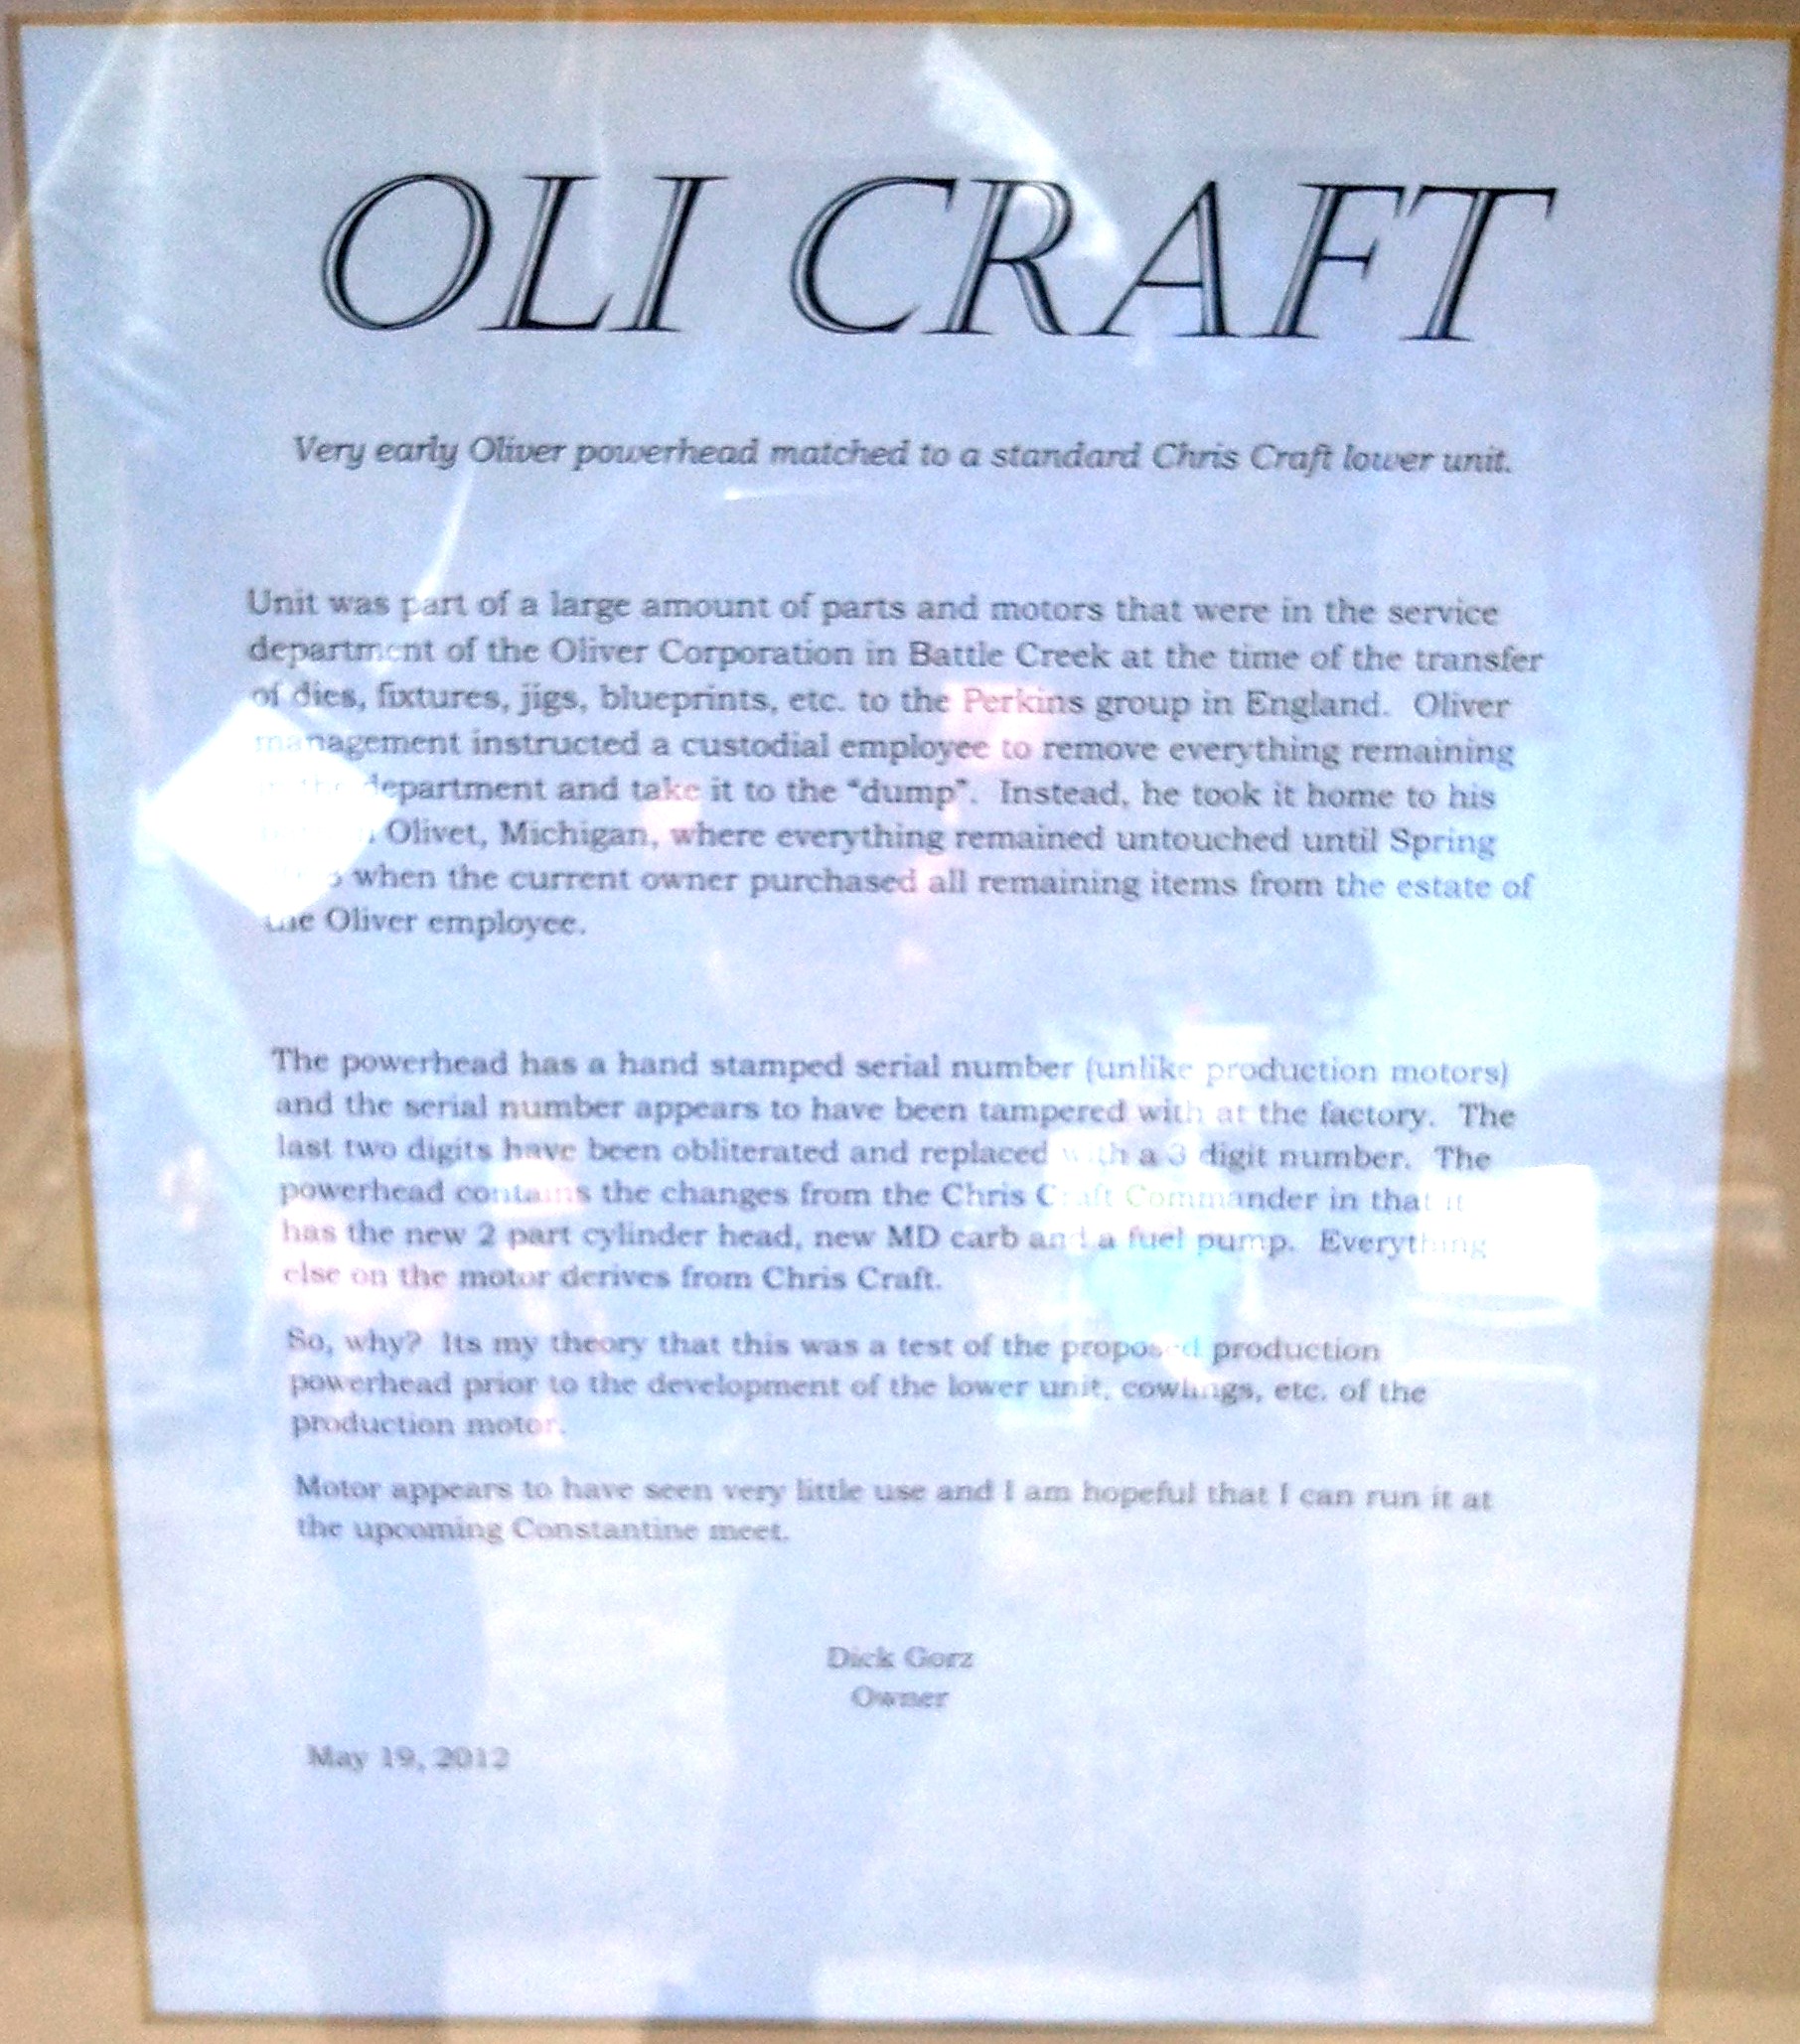 OLI CRAFT
Very early Oliver powerhead matched to a standard Chris Craft lower unit.
Unit was part of a large amount of parts and motors that were in the service
department of the Oliver Corporation in Battle Creek at the time of the transfer
of dies, fixtures, jigs, blueprints, etc. to the Perkins group in England. Oliver
management instructed a custodial employee to remove everything remaining
the department and take it to the "dump". Instead, he took it home to his
Olivet, Michigan, where everything remained untouched until Spring
when the current owner purchased all remaining items from the estate of
the Oliver employee.
The powerhead has a hand stamped serial number (unlike production motors)
and the serial number appears to have been tampered with at the factory. The
last two digits have been obliterated and replaced with a 3 digit number. The
powerhead contains the changes from the Chris Craft Commander in that it
has the new 2 part cylinder head, new MD carb and a fuel pump. Everything
else on the motor derives from Chris Craft.
So, why? Its my theory that this was a test of the proposed production
powerhead prior to the development of the lower unit, cowlings, etc. of the
production motor.
Motor appears to have seen very little use and I am hopeful that I can run it at
the upcoming Constantine meet.
Dick Gorz
Owner
May 19, 2012